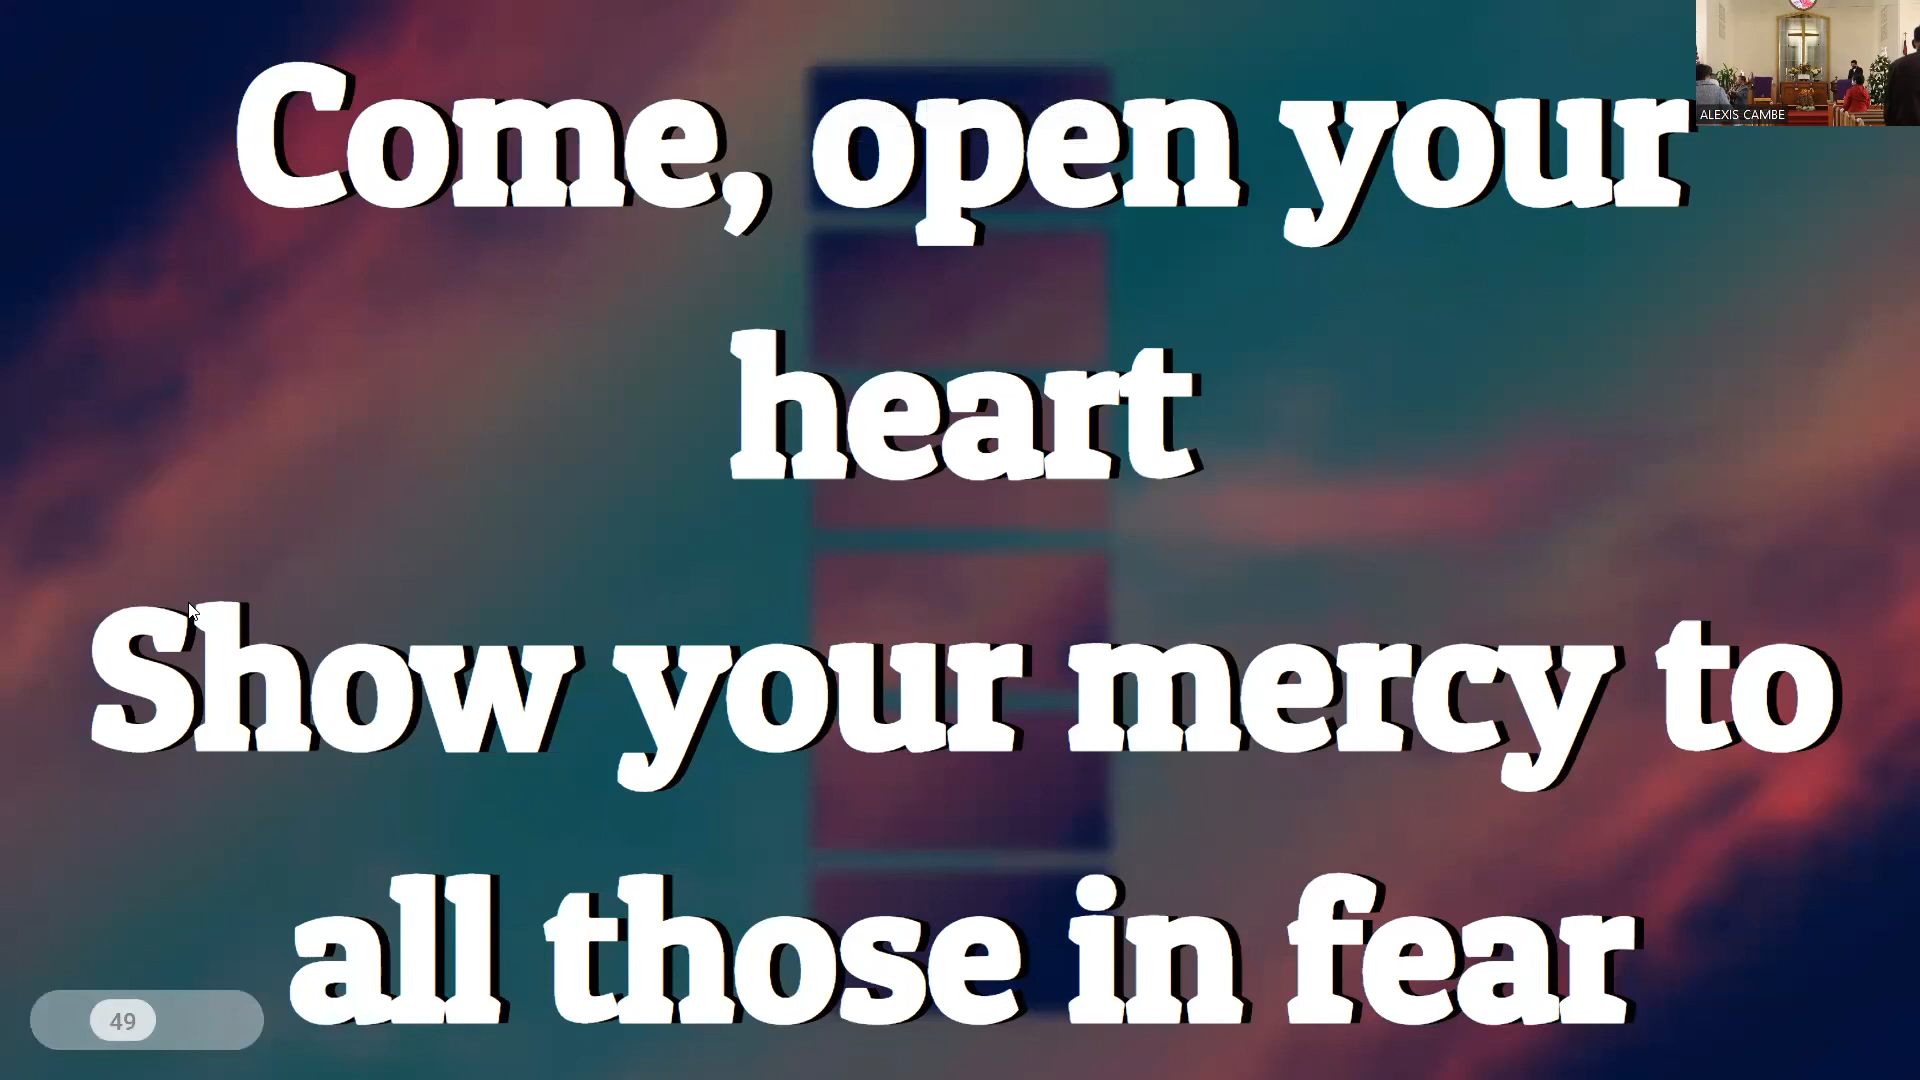 Come, open your
heart
Show your mercy to
all those in fear
ALEXIS CAMBE
49